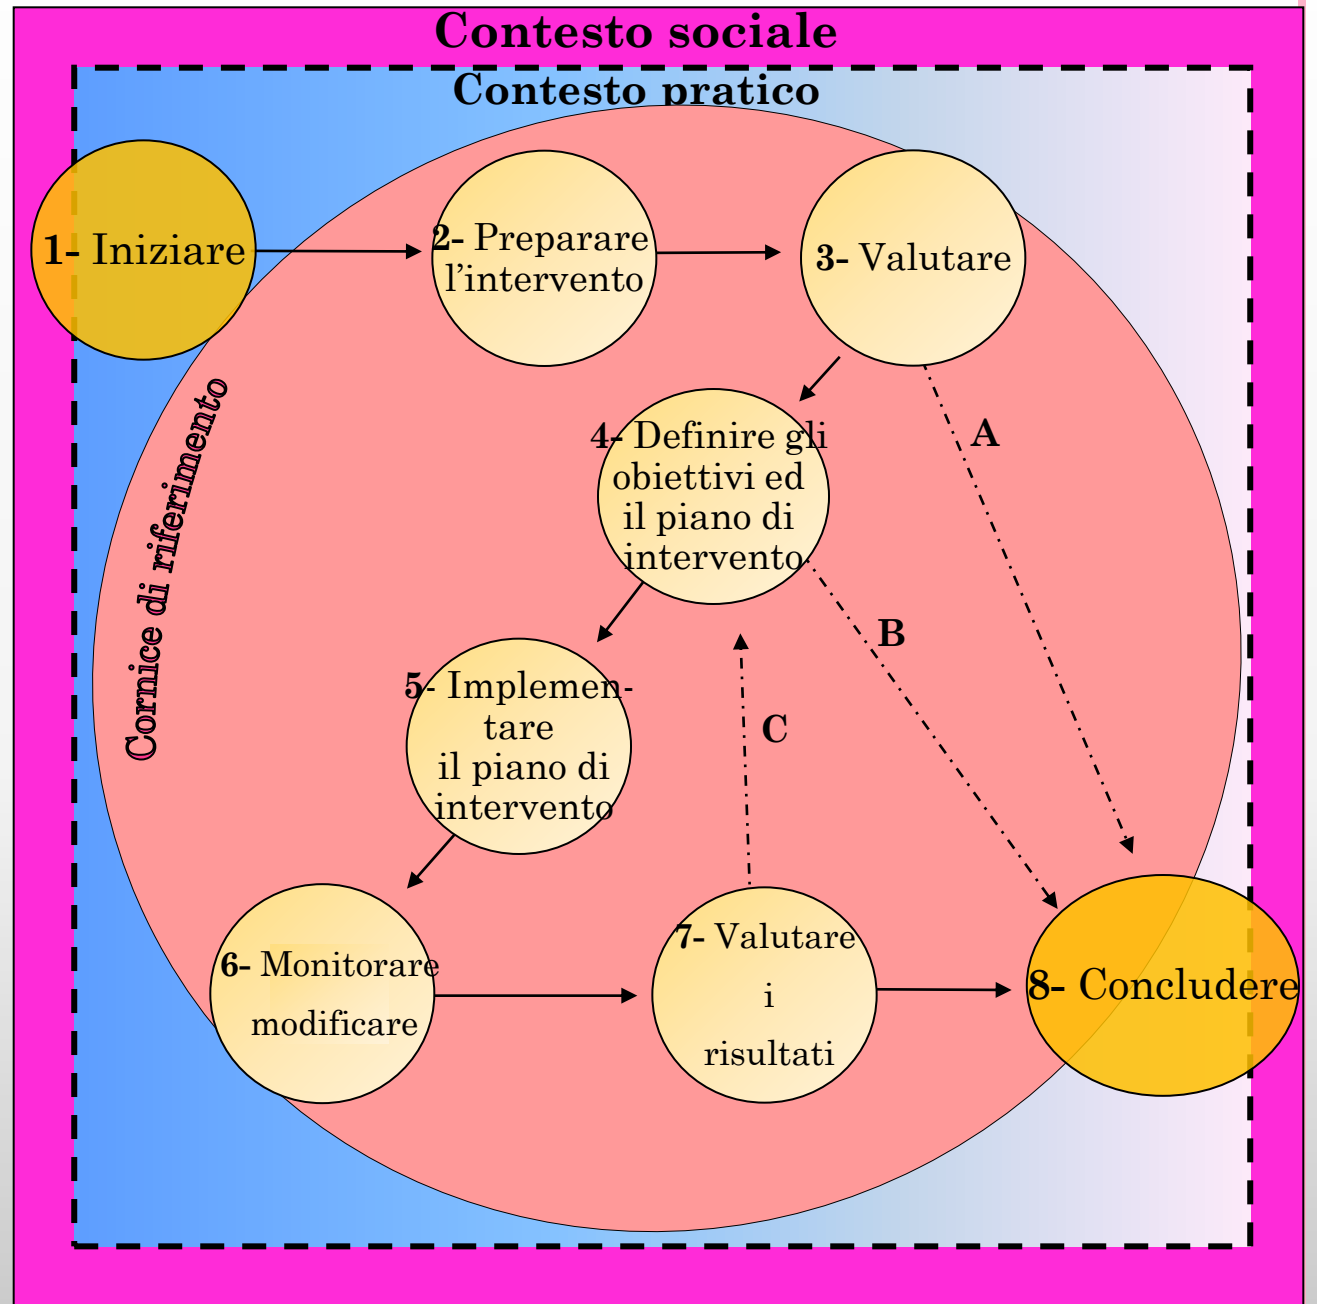 Contesto sociale
Contesto pratico
1- Iniziare
2- Preparare
l'intervento
3- Valutare
4- Definire gli
obiettivi ed
il piano di
intervento
A
B
Cornice di riferimento
5- Implemen-
tare
il piano di
intervento
C
6- Monitorare
modificare
7- Valutare
i
risultati
8- Concludere